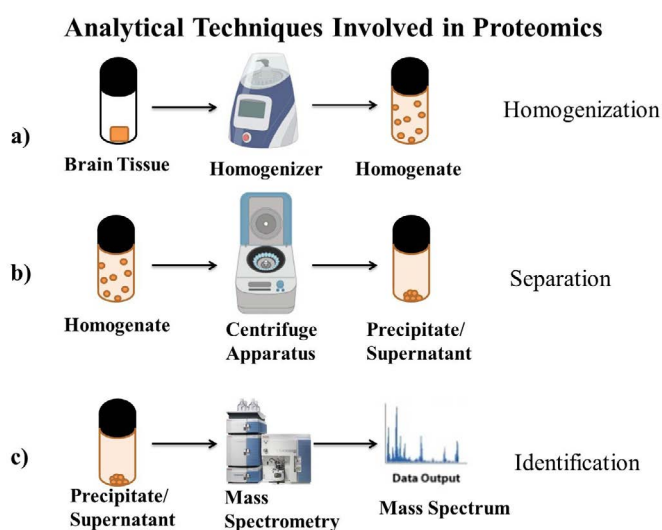 Analytical Techniques Involved in Proteomics
a)
Brain Tissue
Homogenizer
Homogenate
Homogenization
b)
Homogenate
Centrifuge
Apparatus
Precipitate/
Supernatant
Separation
c)
Precipitate/
Supernatant
Mass
Spectrometry
Data Output
Mass Spectrum
Identification